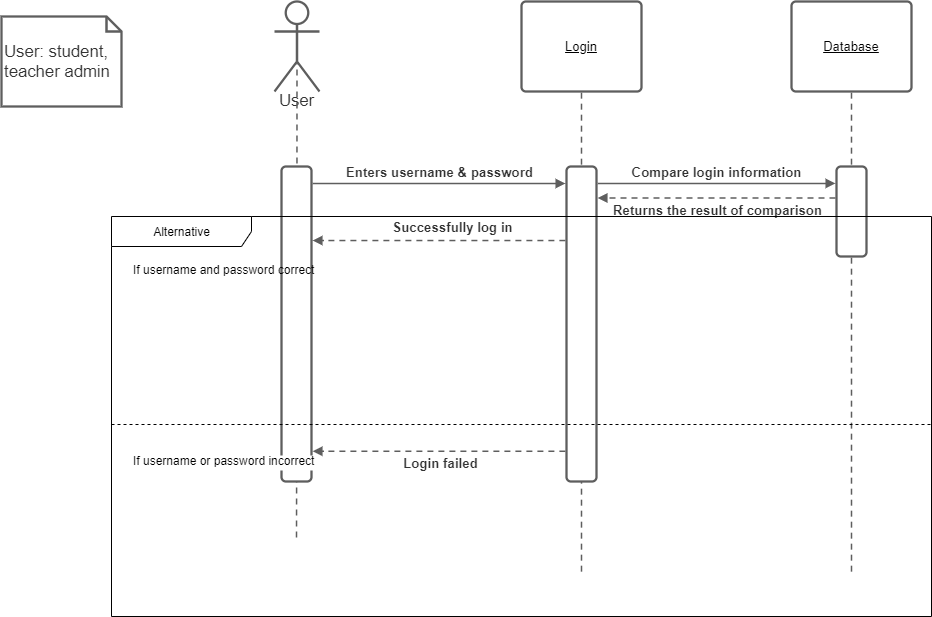 User: student,
teacher admin
User
Login
Database
Enters username & password
Compare login information
Returns the result of comparison
Successfully log in
Alternative
If username and password correct
If username or password incorrect
Login failed